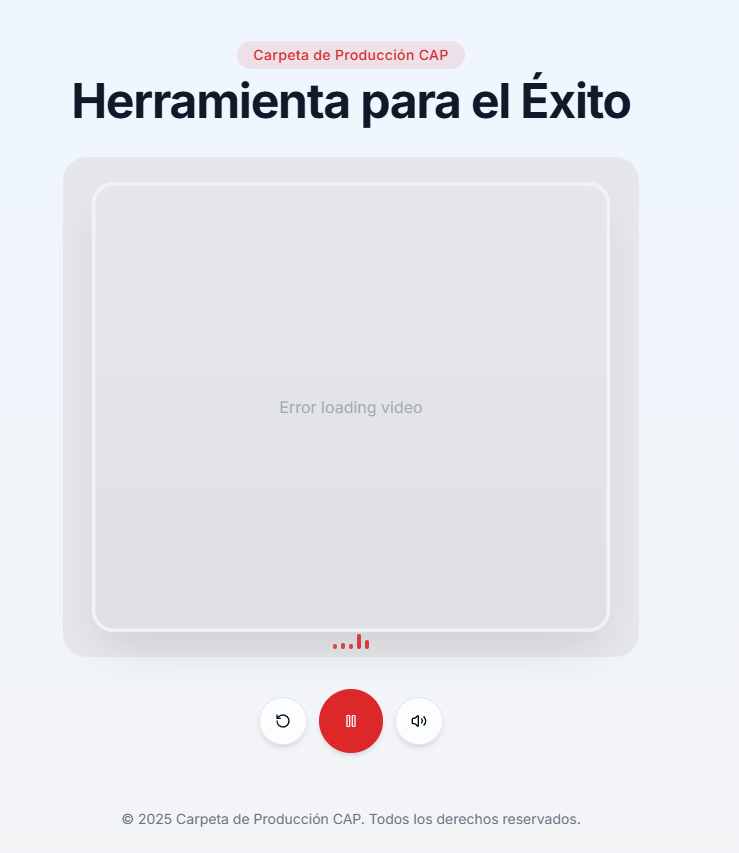 Carpeta de Producción CAP
Herramienta para el Éxito
Error loading video
© 2025 Carpeta de Producción CAP. Todos los derechos reservados.